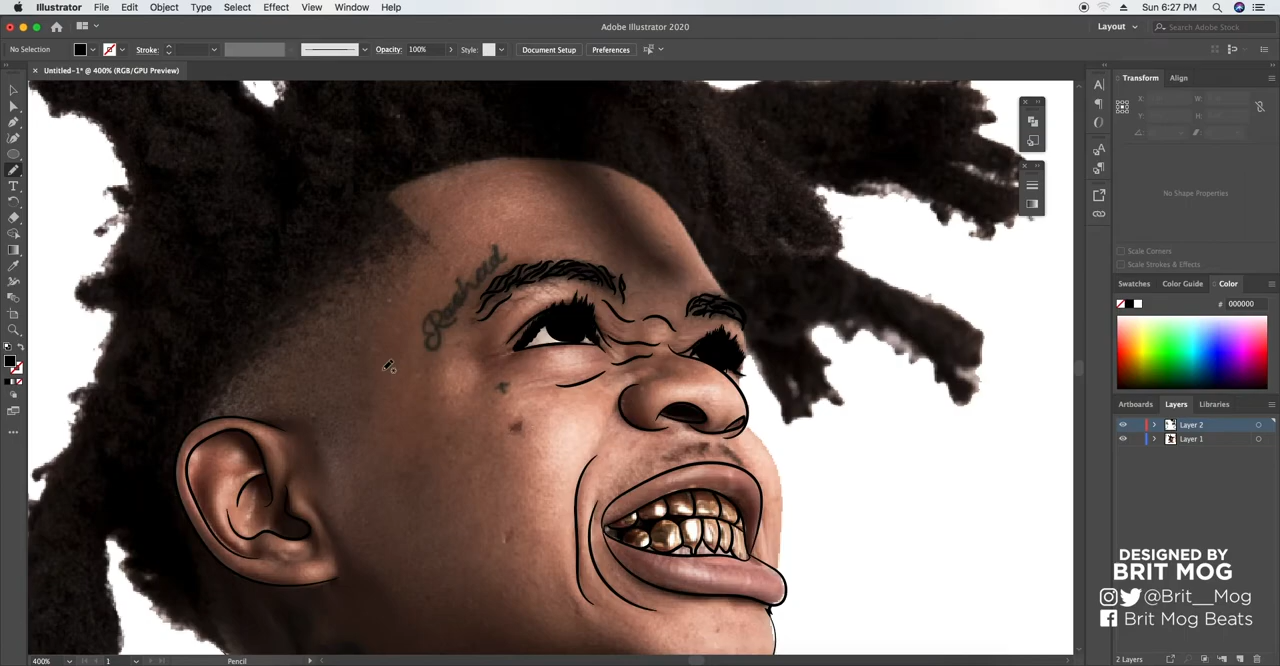 Illustrator File Edit Object Type Select Effect View Window Help
Sun 6:27 PM
Adobe Illustrator 2020
Layout
Search Adobe Stock
No Selection
Stroke:
Opacity: 100%
Style:
Document Setup
Preferences
× Untitled-1* @ 400% (RGB/GPU Preview)
Transform Align
X: W:
Y: H:
No Shape Properties
Scale Corners
Scale Strokes & Effects
Swatches Color Guide Color
# 000000
Artboards Layers Libraries
Layer 2
Layer 1
Rashad
DESIGNED BY
BRIT MOG
@Brit__Mog
Brit Mog Beats
400%
1
Pencil
2 Layers